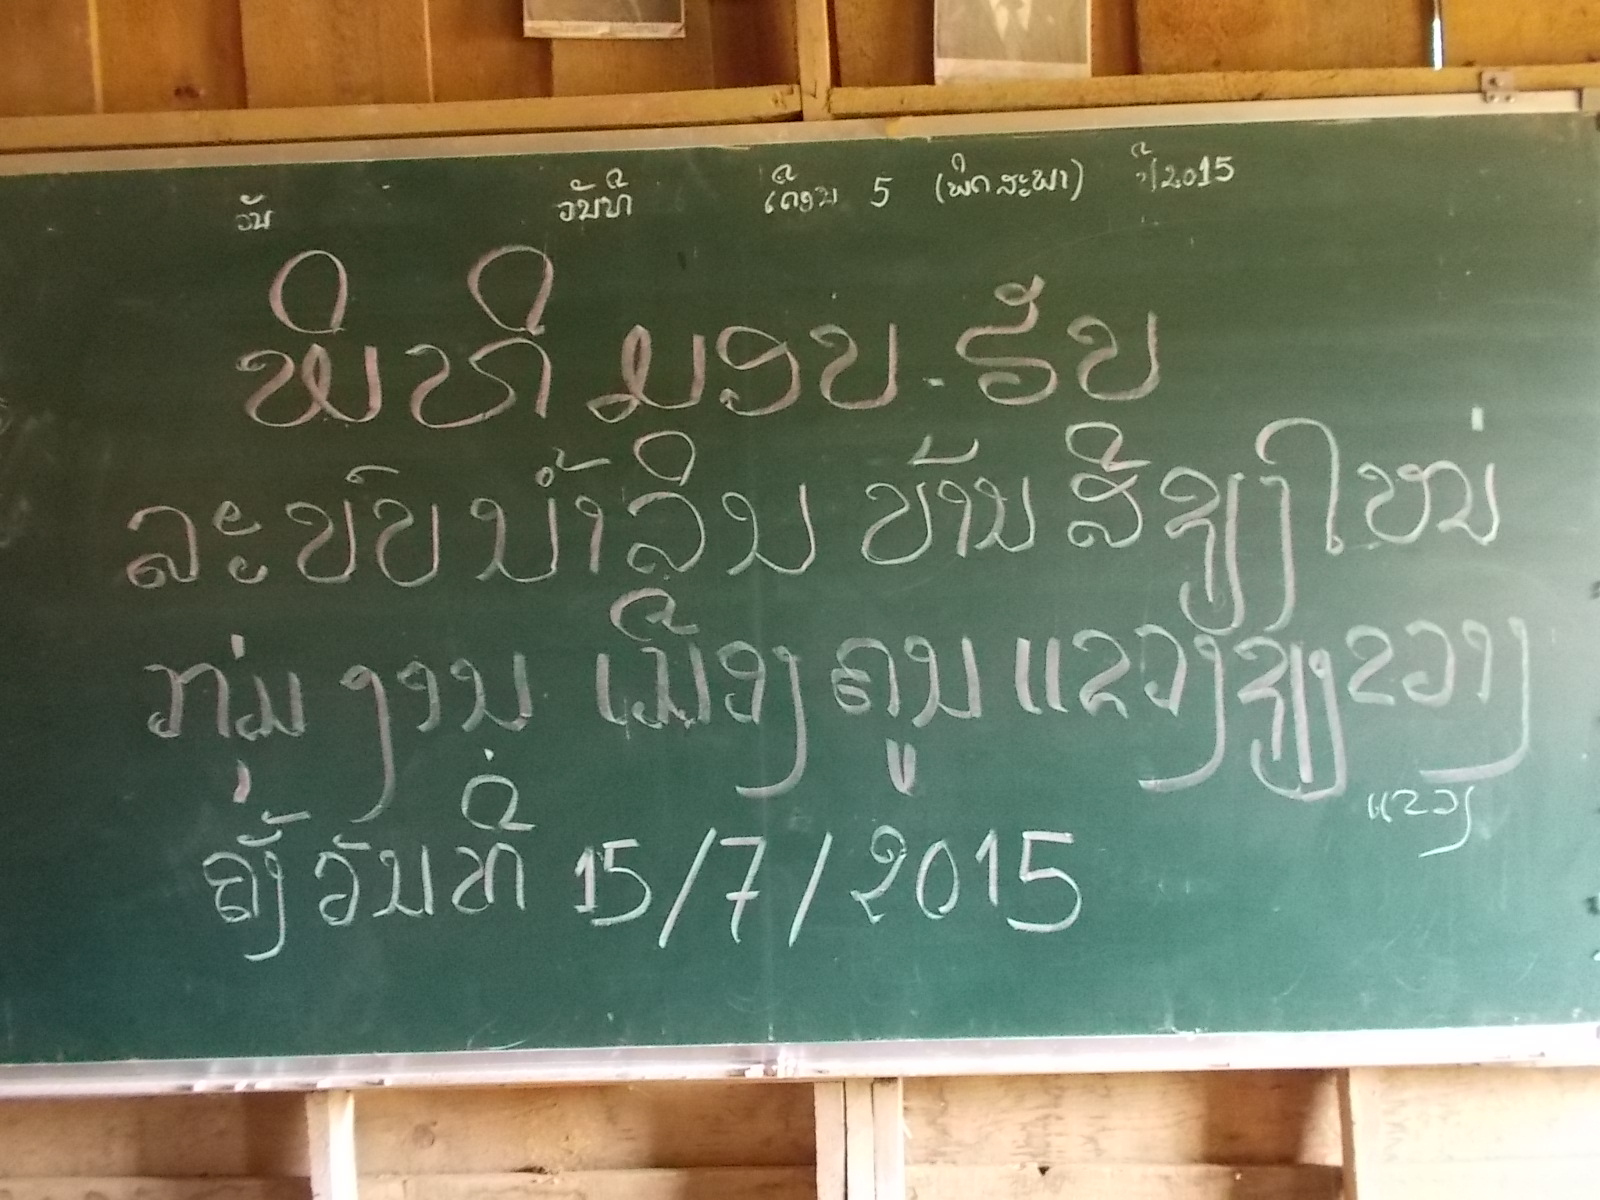 ວັນ ວັນທີ ເດືອນ 5 (ພຶດສະພາ) ປີ2015
ພິທີ ມອບ - ຮັບ
ລະບົບ ນ້ຳລິນ ບ້ານ ສີຊຽງໃໝ່
ກຸ່ມ ງານ ເມືອງ ຄູນ ແຂວງຊຽງຂວາງ
ແຂວງ
ຄັ້ງ ວັນທີ່ 15/7/2015